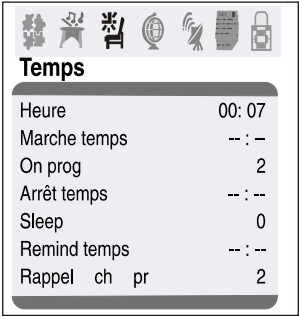 Temps
Heure 00: 07
Marche temps -- : –
On prog 2
Arrêt temps -- : --
Sleep 0
Remind temps -- : --
Rappel ch pr 2